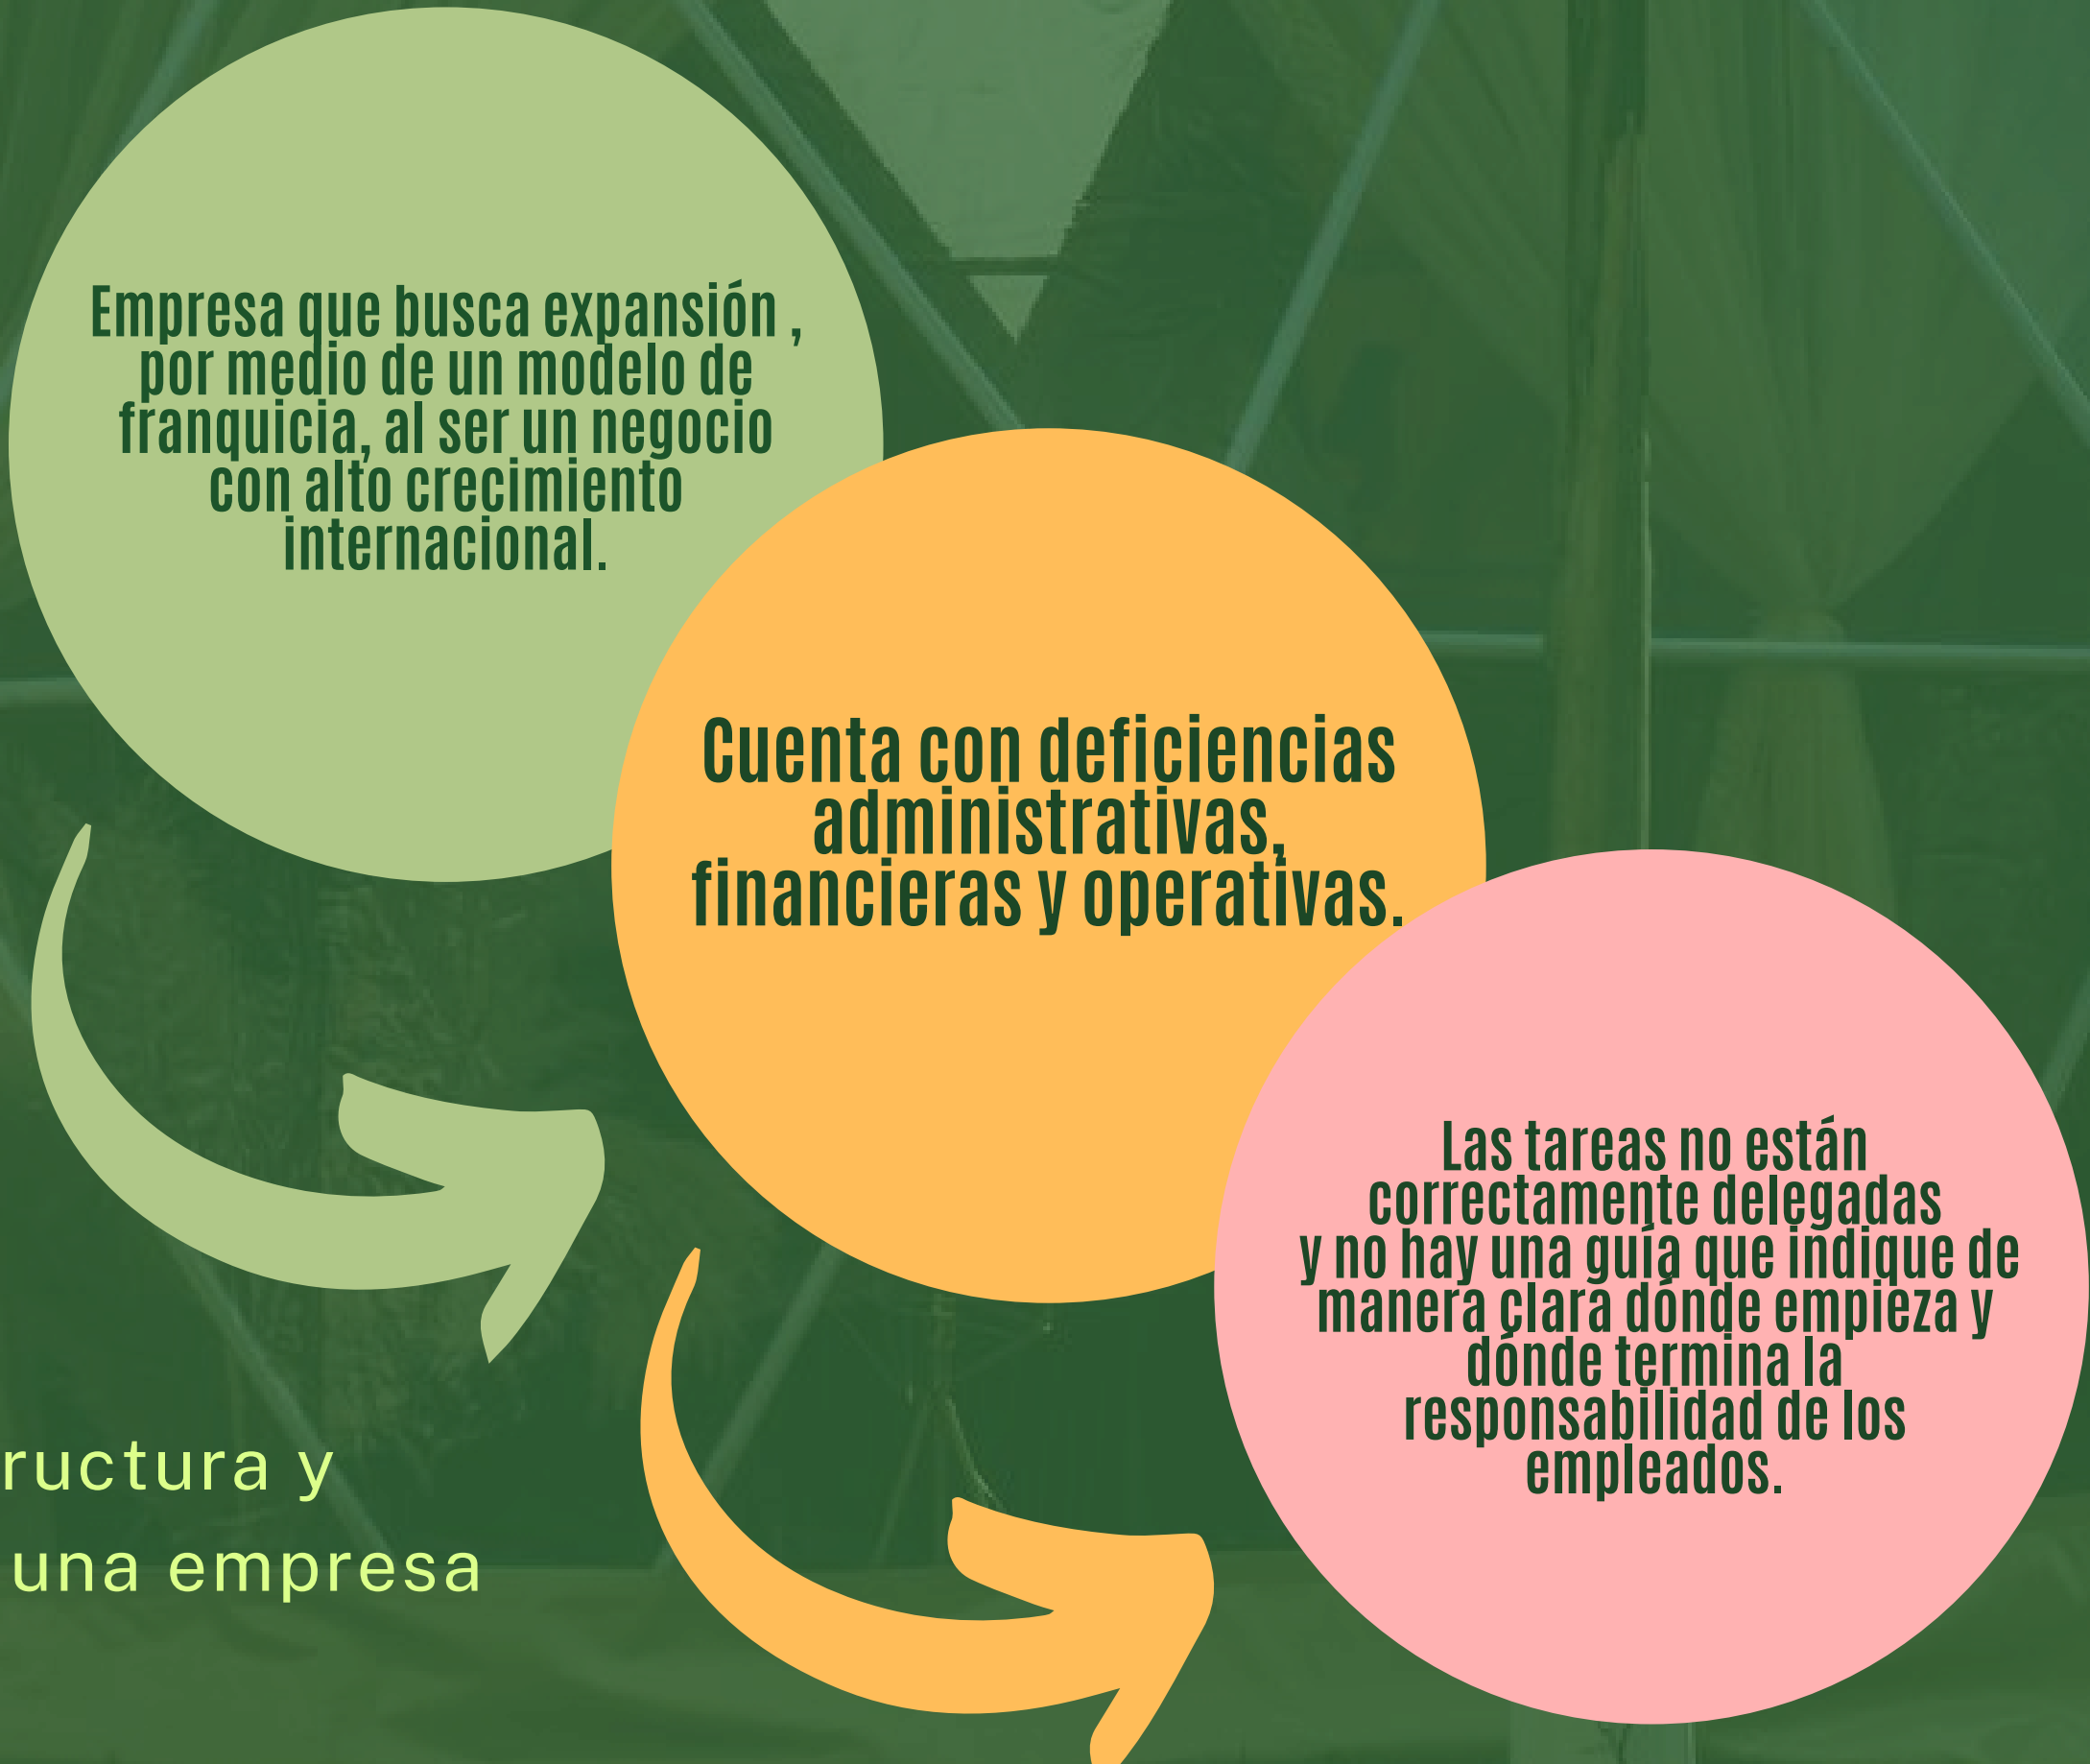 Empresa que busca expansión ,
por medio de un modelo de
franquicia, al ser un negocio
con alto crecimiento
internacional.
Cuenta con deficiencias
administrativas,
financieras y operativas.
Las tareas no están
correctamente delegadas
y no hay una guía que indique de
manera clara dónde empieza y
dónde termina la
responsabilidad de los
empleados.
ructura y
una empresa